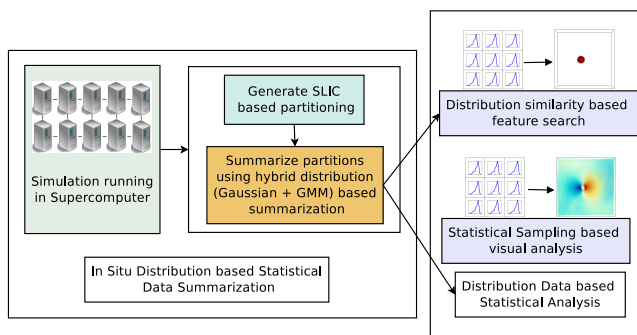 Simulation running
in Supercomputer
Generate SLIC
based partitioning
Summarize partitions
using hybrid distribution
(Gaussian + GMM) based
summarization
In Situ Distribution based Statistical
Data Summarization
Distribution similarity based
feature search
Statistical Sampling based
visual analysis
Distribution Data based
Statistical Analysis